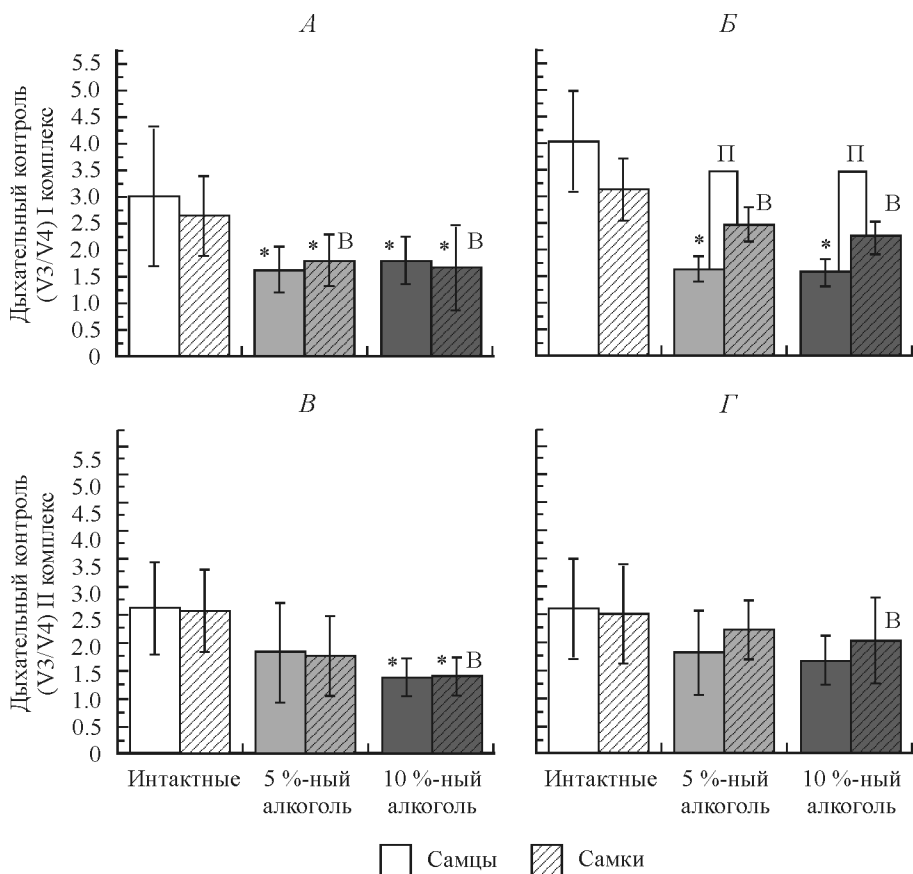 А
Дыхательный контроль
(V3/V4) I комплекс
5.0
4.5
4.0
3.5
3.0
2.5
2.0
1.5
1.0
0.5
0
*
*
В
*
*
В
Б
П
П
*
В
*
В
В
Дыхательный контроль
(V3/V4) II комплекс
5.5
5.0
4.5
4.0
3.5
3.0
2.5
2.0
1.5
1.0
0.5
0
*
*
В
Интактные
5 %-ный
алкоголь
10 %-ный
алкоголь
Г
В
Интактные
5 %-ный
алкоголь
10 %-ный
алкоголь
Самцы
Самки